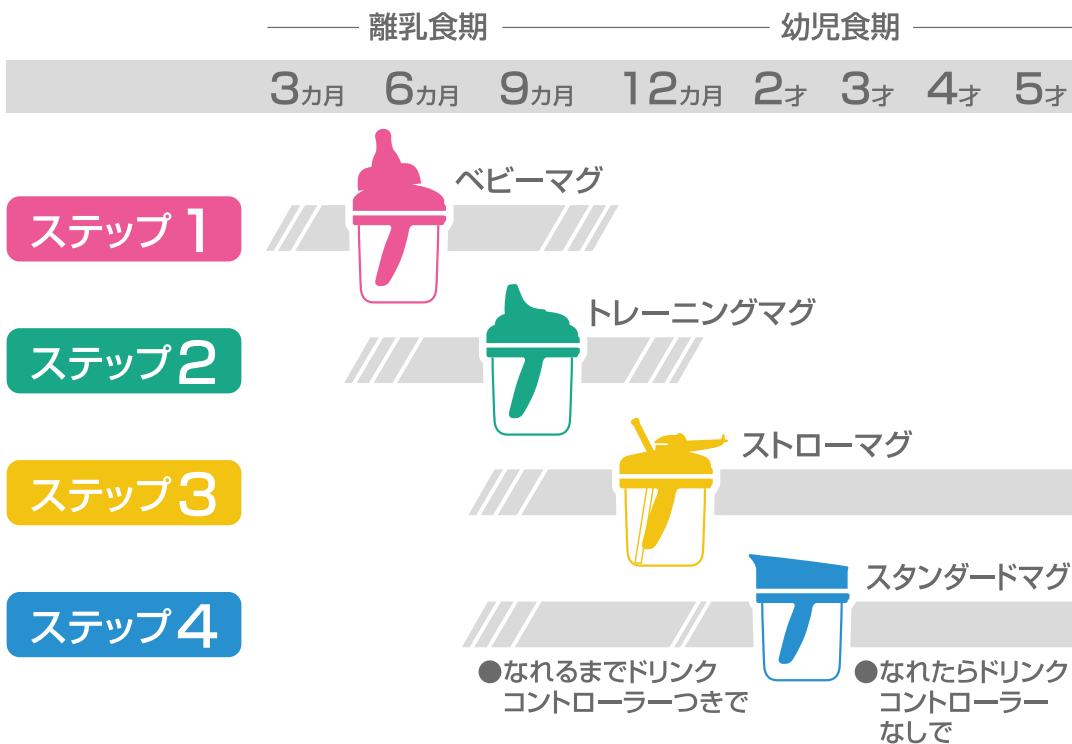 離乳食期 幼児食期
3カ月 6カ月 9カ月 12カ月 2才 3才 4才 5才
ベビーマグ
ステップ1
トレーニングマグ
ステップ2
ストローマグ
ステップ3
スタンダードマグ
ステップ4
●なれるまでドリンク
コントローラーつきで
●なれたらドリンク
コントローラー
なしで